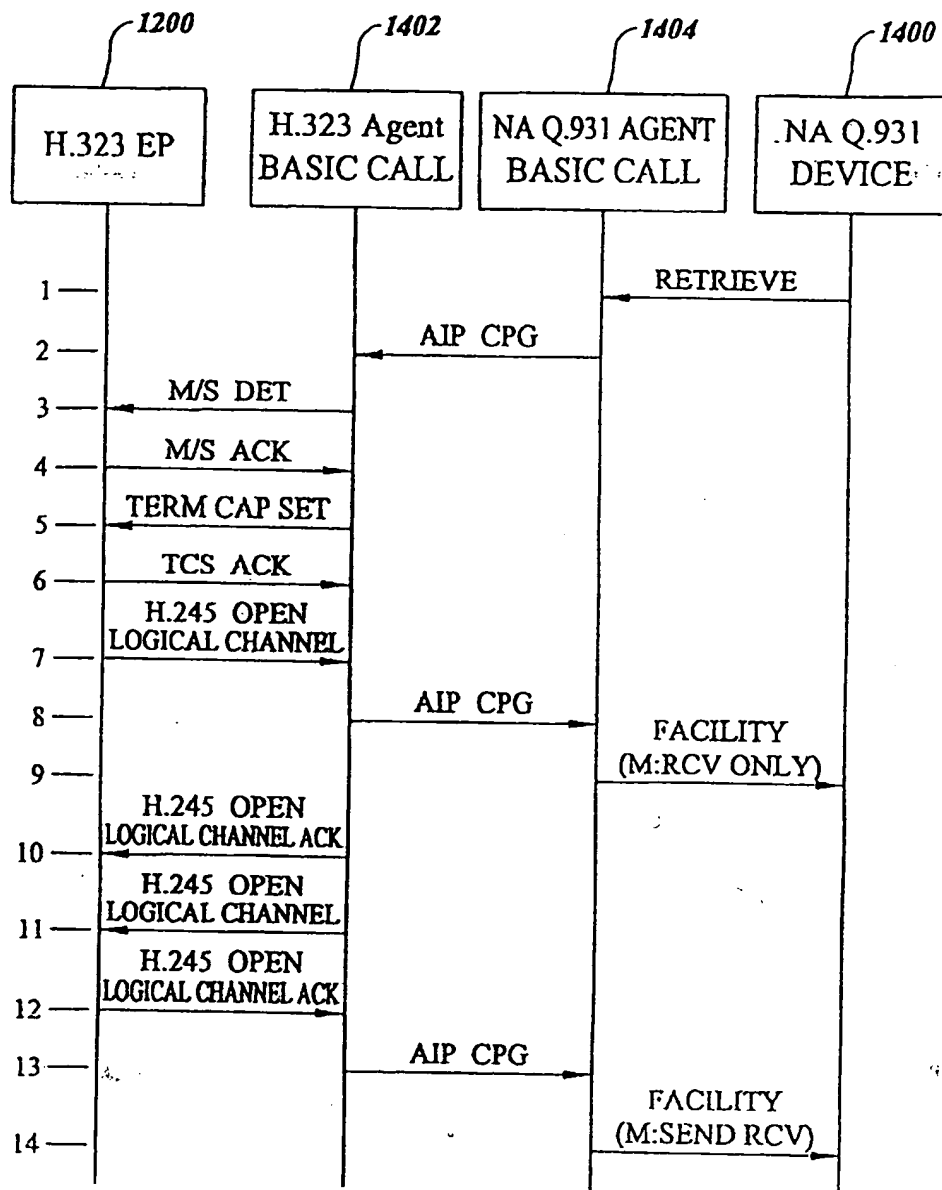 1200
1402
1404
1400
H.323 EP
H.323 Agent
BASIC CALL
NA Q.931 AGENT
BASIC CALL
NA Q.931
DEVICE
1
RETRIEVE
2
AIP CPG
3
M/S DET
4
M/S ACK
5
TERM CAP SET
6
TCS ACK
H.245 OPEN
LOGICAL CHANNEL
7
8
AIP CPG
FACILITY
(M:RCV ONLY)
9
H.245 OPEN
LOGICAL CHANNEL ACK
10
H.245 OPEN
LOGICAL CHANNEL
11
H.245 OPEN
LOGICAL CHANNEL ACK
12
13
AIP CPG
FACILITY
(M:SEND RCV)
14